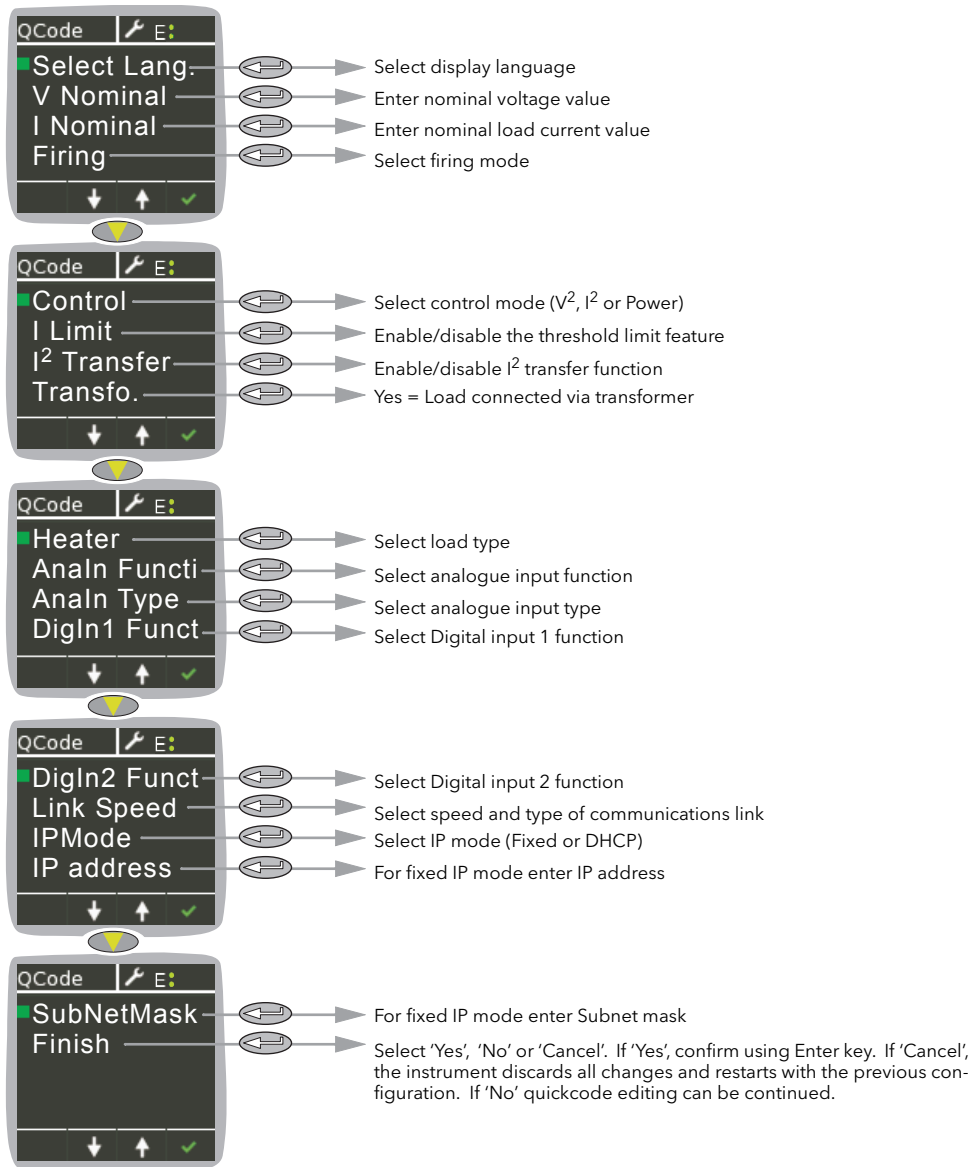 QCode E:
Select Lang. Select display language
V Nominal Enter nominal voltage value
I Nominal Enter nominal load current value
Firing Select firing mode
QCode E:
Control Select control mode (V², I² or Power)
I Limit Enable/disable the threshold limit feature
I² Transfer Enable/disable I² transfer function
Transfo. Yes = Load connected via transformer
QCode E:
Heater Select load type
AnaIn Functi Select analogue input function
AnaIn Type Select analogue input type
DigIn1 Funct Select Digital input 1 function
QCode E:
DigIn2 Funct Select Digital input 2 function
Link Speed Select speed and type of communications link
IPMode Select IP mode (Fixed or DHCP)
IP address For fixed IP mode enter IP address
QCode E:
SubNetMask For fixed IP mode enter Subnet mask
Finish Select ‘Yes’, ‘No’ or ‘Cancel’. If ‘Yes’, confirm using Enter key. If ‘Cancel’,
the instrument discards all changes and restarts with the previous con-
figuration. If ‘No’ quickcode editing can be continued.